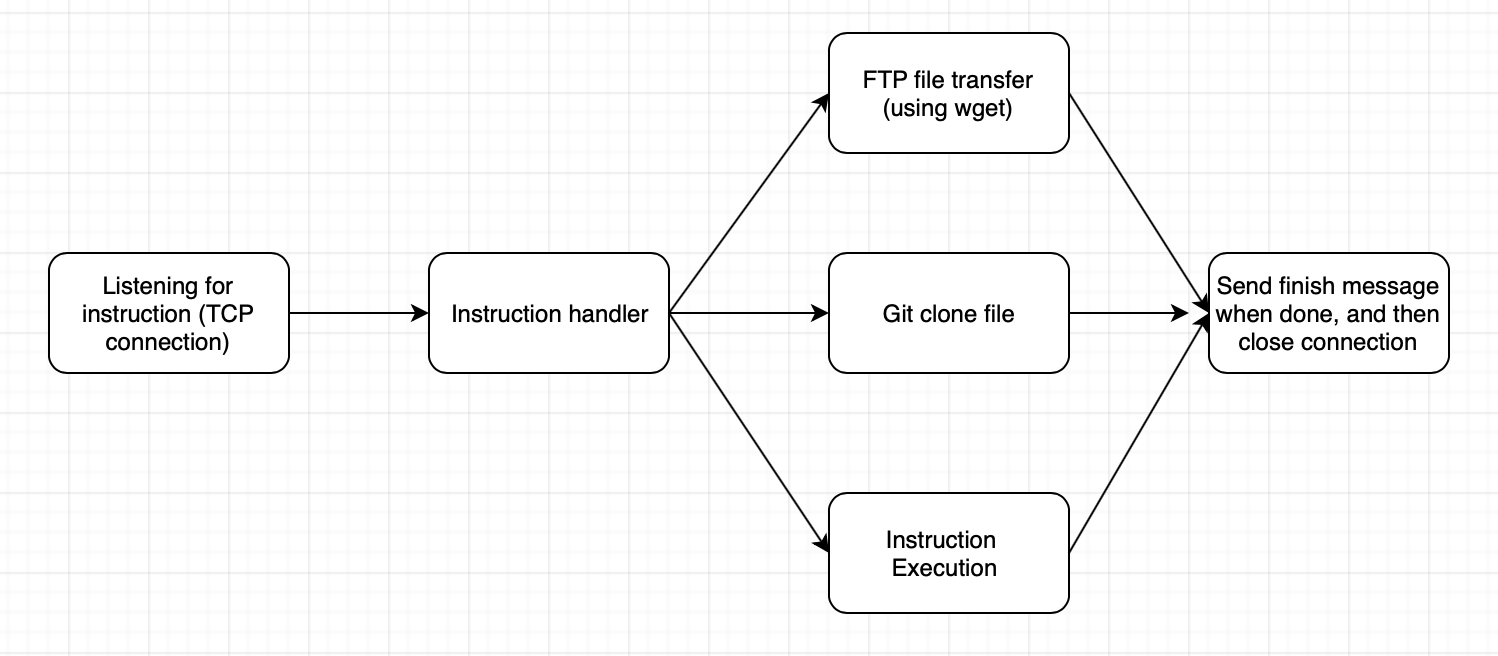 Listening for
instruction (TCP
connection)
Instruction handler
FTP file transfer
(using wget)
Git clone file
Instruction
Execution
Send finish message
when done, and then
close connection